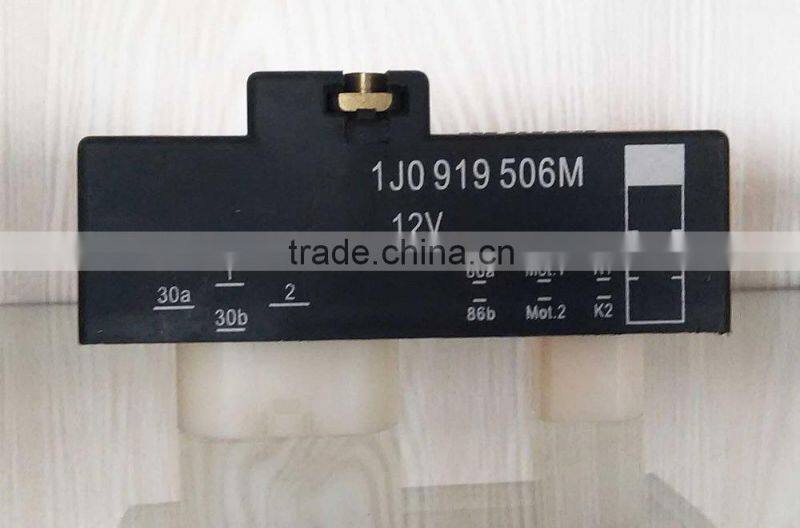 1J0 919 506M
12V
trade.china.cn
1
30a
2
30b
86b
Mot.2
K2